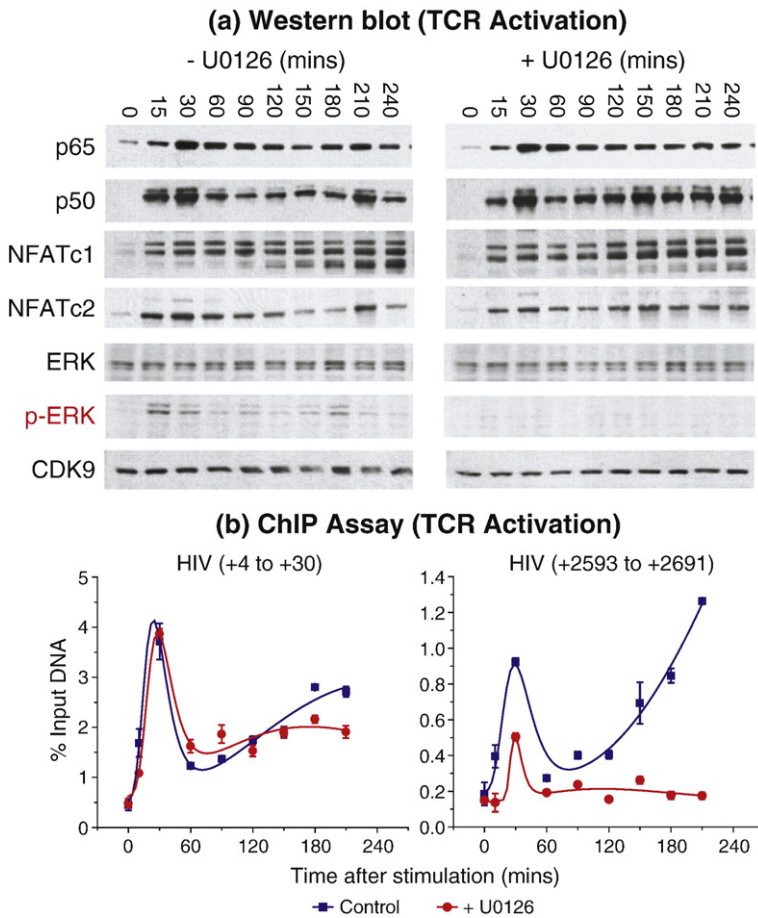 (a) Western blot (TCR Activation)
- U0126 (mins)
+ U0126 (mins)
0 15 30 60 90 120 150 180 210 240
0 15 30 60 90 120 150 180 210 240
p65
p50
NFATc1
NFATc2
ERK
p-ERK
CDK9
(b) ChIP Assay (TCR Activation)
HIV (+4 to +30)
HIV (+2593 to +2691)
% Input DNA
5
4
3
2
1
0
0 60 120 180 240
1.4
1.2
1.0
0.8
0.6
0.4
0.2
0.0
0 60 120 180 240
Time after stimulation (mins)
Control + U0126